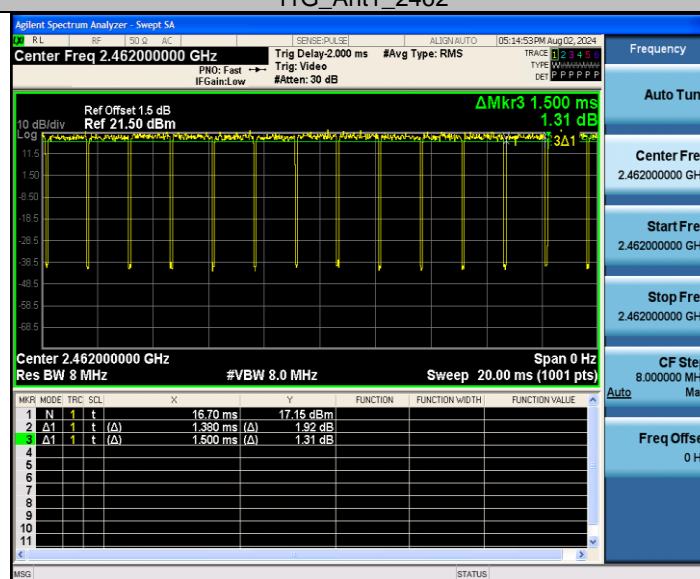 11G_Ant1_2462
Agilent Spectrum Analyzer - Swept SA
RL RF 50 Ω AC SENSE:PULSE ALIGN AUTO 05:14:53 PM Aug 02, 2024
Center Freq 2.462000000 GHz Trig Delay-2.000 ms #Avg Type: RMS TRACE 1 2 3 4 5 6
PNO: Fast Trig: Video TYPE
IFGain:Low #Atten: 30 dB DET P P P P P P
ΔMkr3 1.500 ms
1.31 dB
Ref Offset 1.5 dB
10 dB/div Ref 21.50 dBm
Log
1 3Δ1
11.5
1.50
-8.50
-18.5
-28.5
-38.5
-48.5
-58.5
-68.5
Center 2.462000000 GHz Span 0 Hz
Res BW 8 MHz #VBW 8.0 MHz Sweep 20.00 ms (1001 pts)
MKR MODE TRC SCL X Y FUNCTION FUNCTION WIDTH FUNCTION VALUE
1 N 1 t 16.70 ms 17.15 dBm
2 Δ1 1 t (Δ) 1.380 ms (Δ) 1.92 dB
3 Δ1 1 t (Δ) 1.500 ms (Δ) 1.31 dB
4
5
6
7
8
9
10
11
MSG STATUS
Frequency
Auto Tun
Center Fre
2.462000000 GH
Start Fre
2.462000000 GH
Stop Fre
2.462000000 GH
CF Ste
8.000000 MH
Auto Ma
Freq Offse
0 H